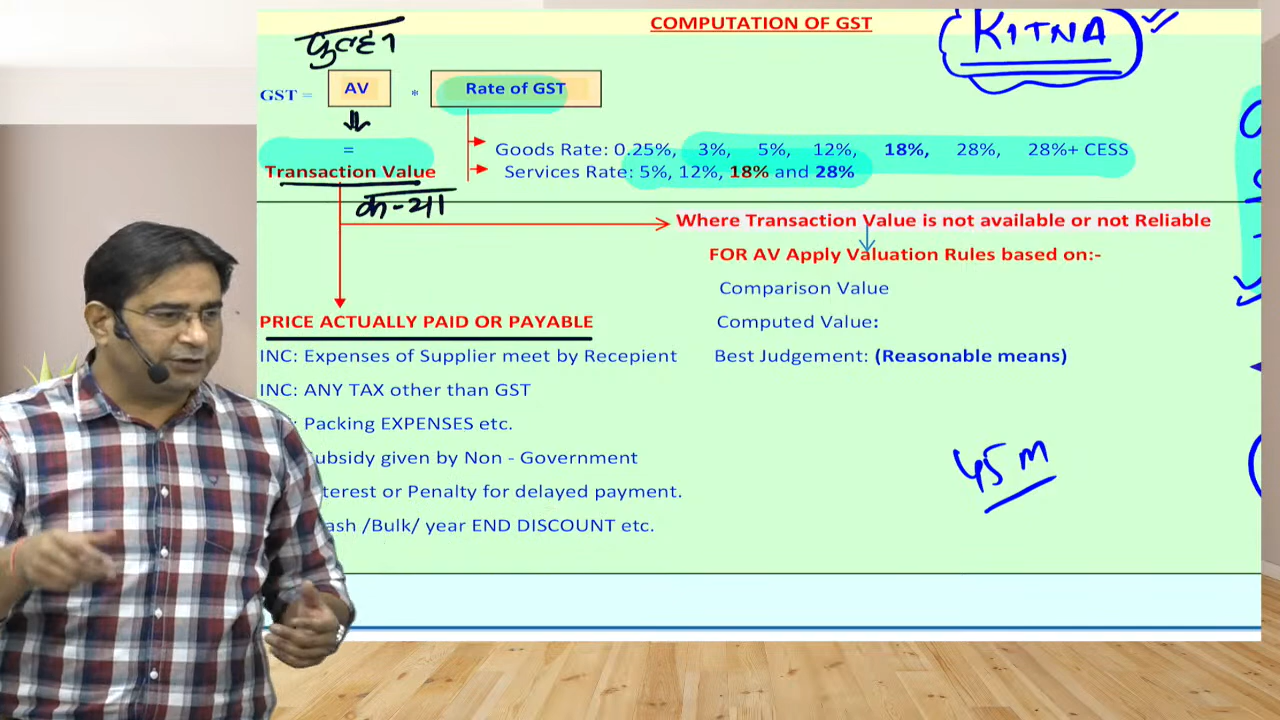 COMPUTATION OF GST
KITNA
GST = AV * Rate of GST
=
Transaction Value
Goods Rate: 0.25%, 3%, 5%, 12%, 18%, 28%, 28%+ CESS
Services Rate: 5%, 12%, 18% and 28%
Where Transaction Value is not available or not Reliable
FOR AV Apply Valuation Rules based on:-
Comparison Value
Computed Value:
Best Judgement: (Reasonable means)
PRICE ACTUALLY PAID OR PAYABLE
INC: Expenses of Supplier meet by Recepient
INC: ANY TAX other than GST
Packing EXPENSES etc.
ubsidy given by Non - Government
terest or Penalty for delayed payment.
ash /Bulk/ year END DISCOUNT etc.
45 m